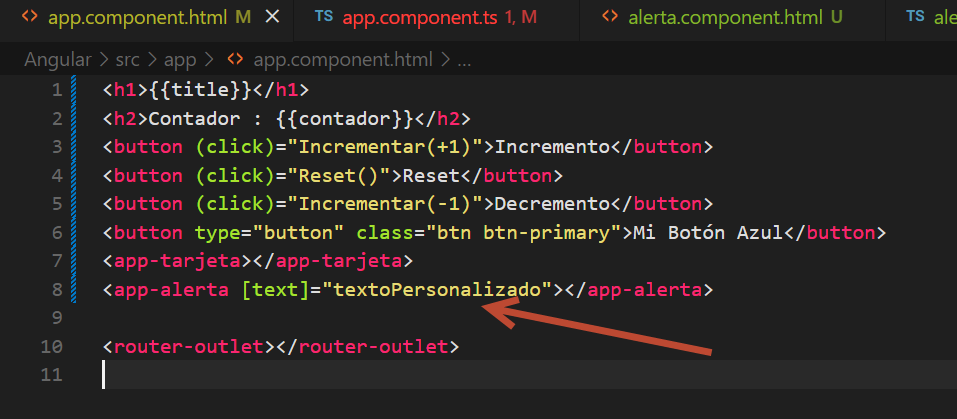 app.component.html M
TS app.component.ts 1, M
alerta.component.html U
TS ale
Angular > src > app > app.component.html > ...
1 <h1>{{title}}</h1>
2 <h2>Contador : {{contador}}</h2>
3 <button (click)="Incrementar(+1)">Incremento</button>
4 <button (click)="Reset()">Reset</button>
5 <button (click)="Incrementar(-1)">Decremento</button>
6 <button type="button" class="btn btn-primary">Mi Botón Azul</button>
7 <app-tarjeta></app-tarjeta>
8 <app-alerta [text]="textoPersonalizado"></app-alerta>
9
10 <router-outlet></router-outlet>
11